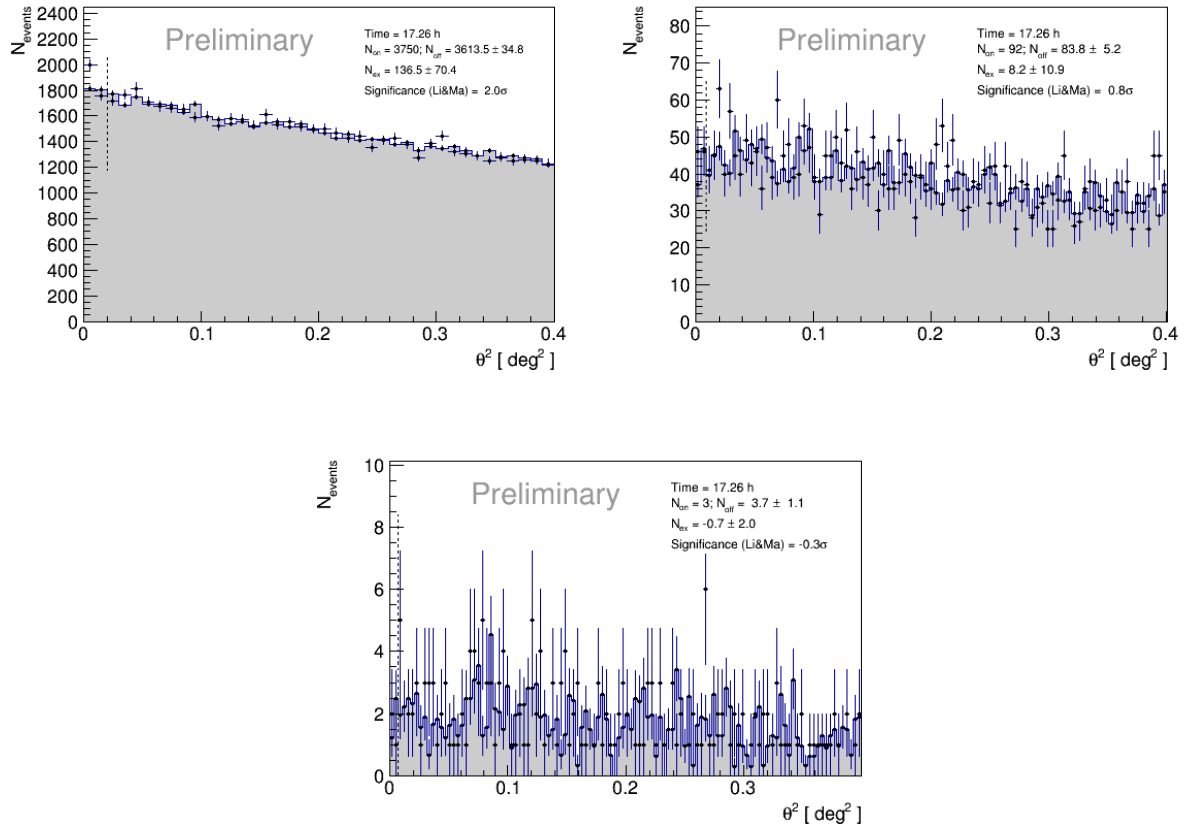 Preliminary
Time = 17.26 h
Non = 3750; Noff = 3613.5 ± 34.8
Nex = 136.5 ± 70.4
Significance (Li&Ma) = 2.0σ
Nevents
2400
2200
2000
1800
1600
1400
1200
1000
800
600
400
200
0
0 0.1 0.2 0.3 0.4
θ² [ deg² ]
Preliminary
Time = 17.26 h
Non = 92; Noff = 83.8 ± 5.2
Nex = 8.2 ± 10.9
Significance (Li&Ma) = 0.8σ
Nevents
80
70
60
50
40
30
20
10
0
0 0.1 0.2 0.3 0.4
θ² [ deg² ]
Preliminary
Time = 17.26 h
Non = 3; Noff = 3.7 ± 1.1
Nex = -0.7 ± 2.0
Significance (Li&Ma) = -0.3σ
Nevents
10
8
6
4
2
0
0 0.1 0.2 0.3
θ² [ deg² ]